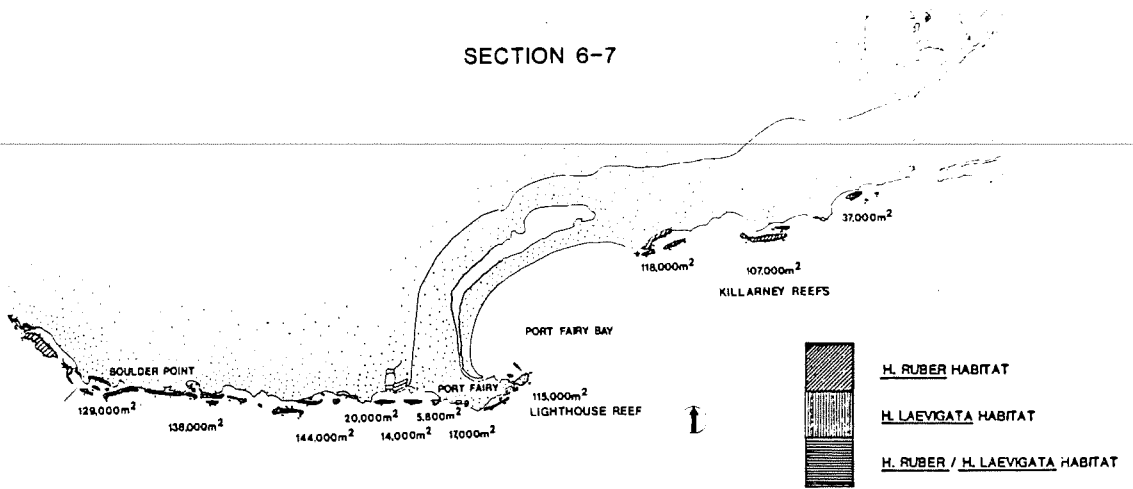 SECTION 6-7
37,000m²
118,000m²
107,000m²
KILLARNEY REEFS
PORT FAIRY BAY
BOULDER POINT
PORT FAIRY
129,000m²
138,000m²
144,000m²
20,000m²
14,000m²
5,800m²
17,000m²
115,000m²
LIGHTHOUSE REEF
H. RUBER HABITAT
H. LAEVIGATA HABITAT
H. RUBER / H. LAEVIGATA HABITAT